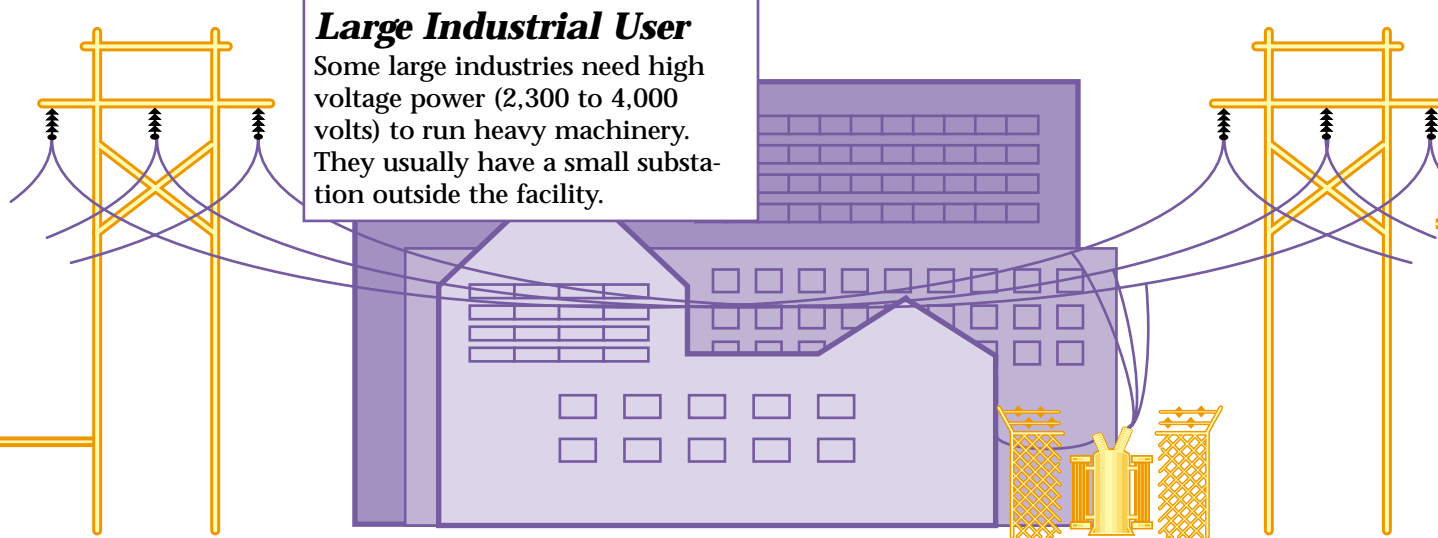 Large Industrial User
Some large industries need high
voltage power (2,300 to 4,000
volts) to run heavy machinery.
They usually have a small substa-
tion outside the facility.